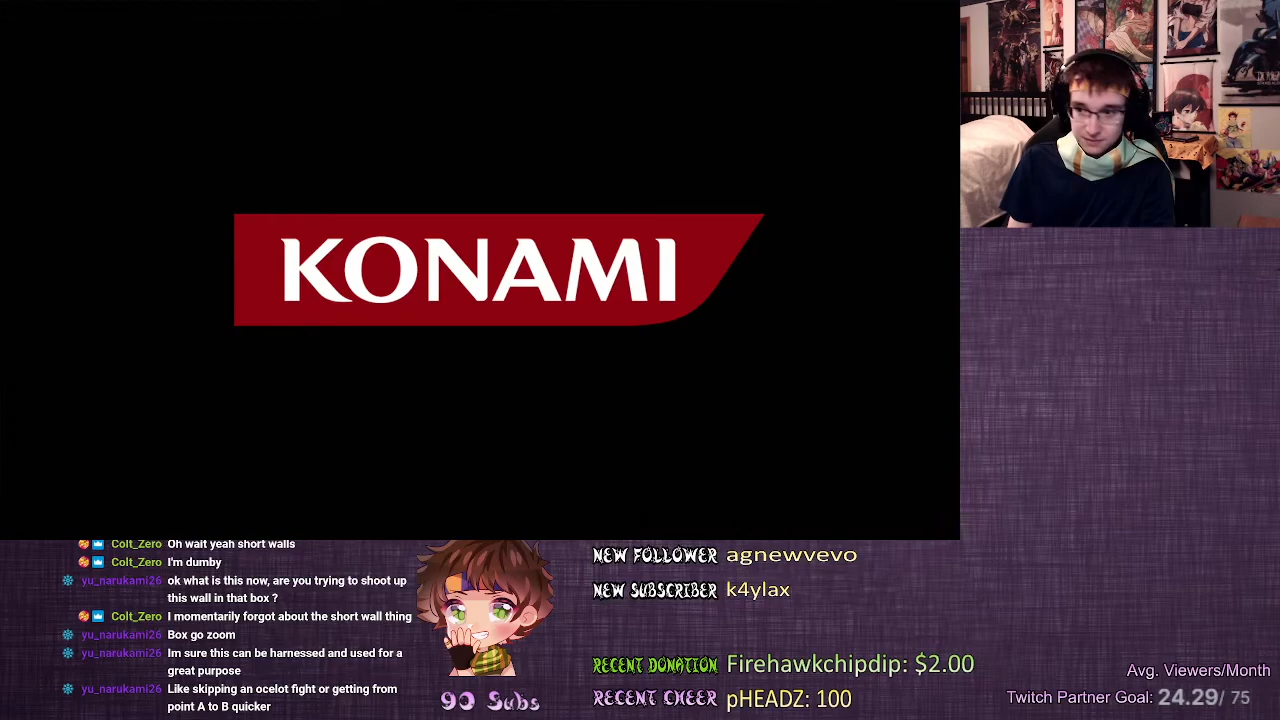 KONAMI
Colt_Zero Oh wait yeah short walls
Colt_Zero I'm dumby
yu_narukami26 ok what is this now, are you trying to shoot up
this wall in that box ?
Colt_Zero I momentarily forgot about the short wall thing
yu_narukami26 Box go zoom
yu_narukami26 Im sure this can be harnessed and used for a
great purpose
yu_narukami26 Like skipping an ocelot fight or getting from
point A to B quicker
90 Subs
NEW FOLLOWER agnewvevo
NEW SUBSCRIBER k4ylax
RECENT DONATION Firehawkchipdip: $2.00
RECENT CHEER pHEADZ: 100
Avg. Viewers/Month
Twitch Partner Goal: 24.29/ 75